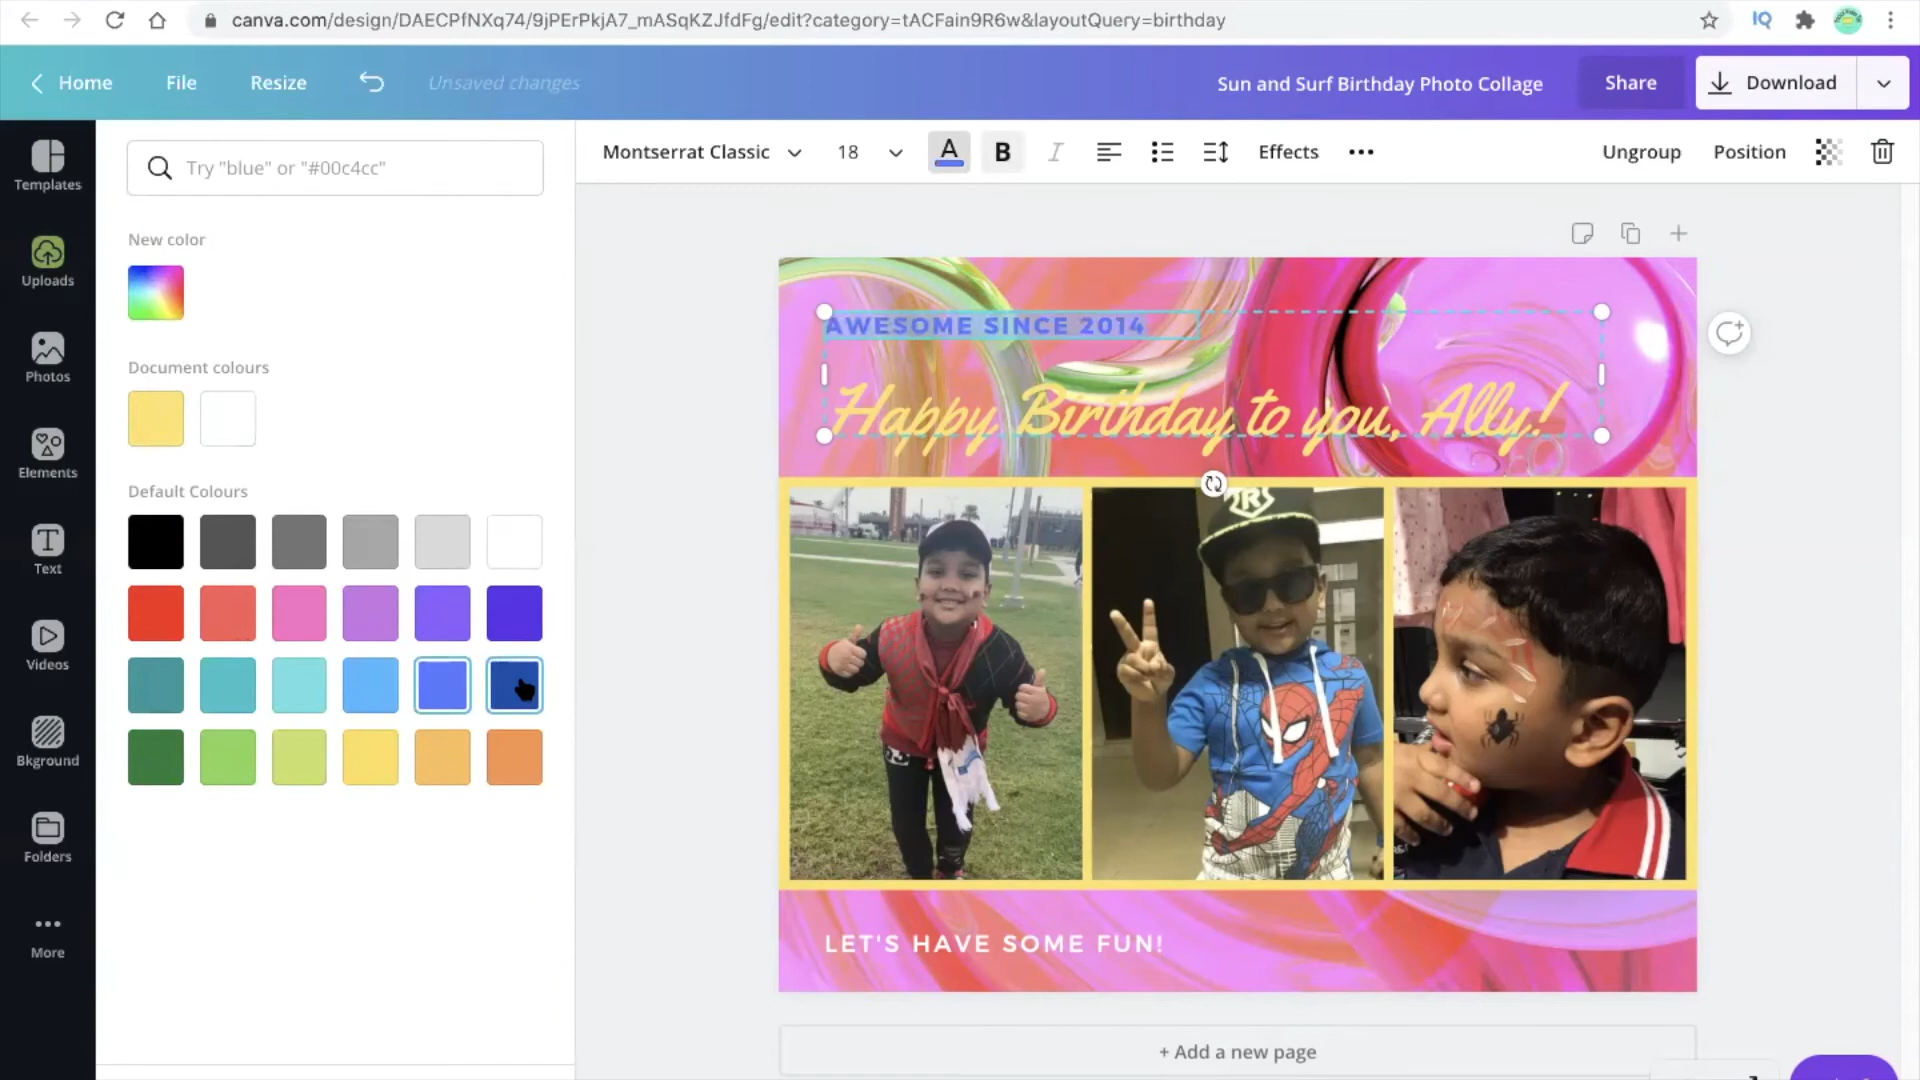 canva.com/design/DAECPfNXq74/9jPErPkjA7_mASqKZJfdFg/edit?category=tACFain9R6w&layoutQuery=birthday
IQ
Home
File
Resize
Unsaved changes
Sun and Surf Birthday Photo Collage
Share
Download
Templates
Uploads
Photos
Elements
Text
Videos
Bkground
Folders
More
Try "blue" or "#00c4cc"
New color
Document colours
Default Colours
Montserrat Classic
18
A
B
I
Effects
Ungroup
Position
AWESOME SINCE 2014
Happy Birthday to you, Ally!
LET'S HAVE SOME FUN!
+ Add a new page